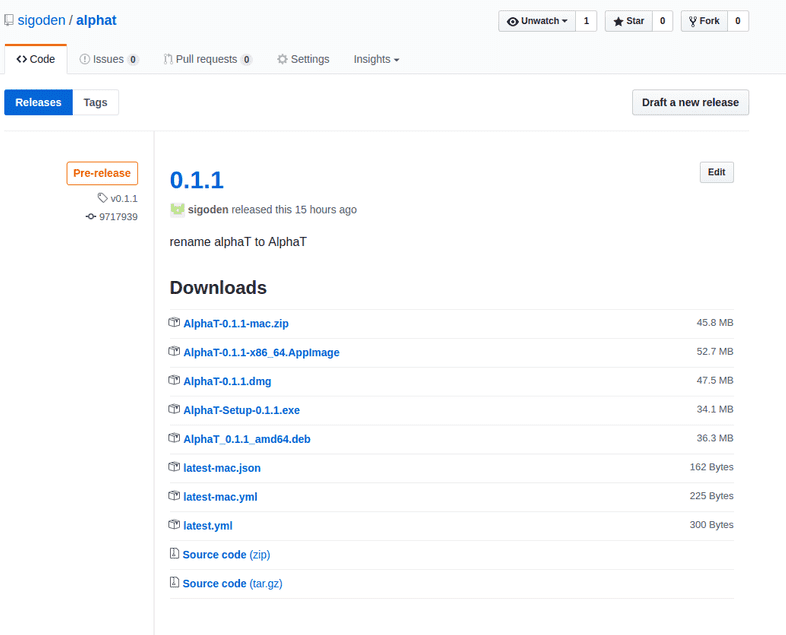 sigoden / alphat
Unwatch 1 Star 0 Fork 0
Code Issues 0 Pull requests 0 Settings Insights
Releases Tags Draft a new release
Pre-release
v0.1.1
9717939
0.1.1 Edit
sigoden released this 15 hours ago
rename alphaT to AlphaT
Downloads
AlphaT-0.1.1-mac.zip 45.8 MB
AlphaT-0.1.1-x86_64.AppImage 52.7 MB
AlphaT-0.1.1.dmg 47.5 MB
AlphaT-Setup-0.1.1.exe 34.1 MB
AlphaT_0.1.1_amd64.deb 36.3 MB
latest-mac.json 162 Bytes
latest-mac.yml 225 Bytes
latest.yml 300 Bytes
Source code (zip)
Source code (tar.gz)